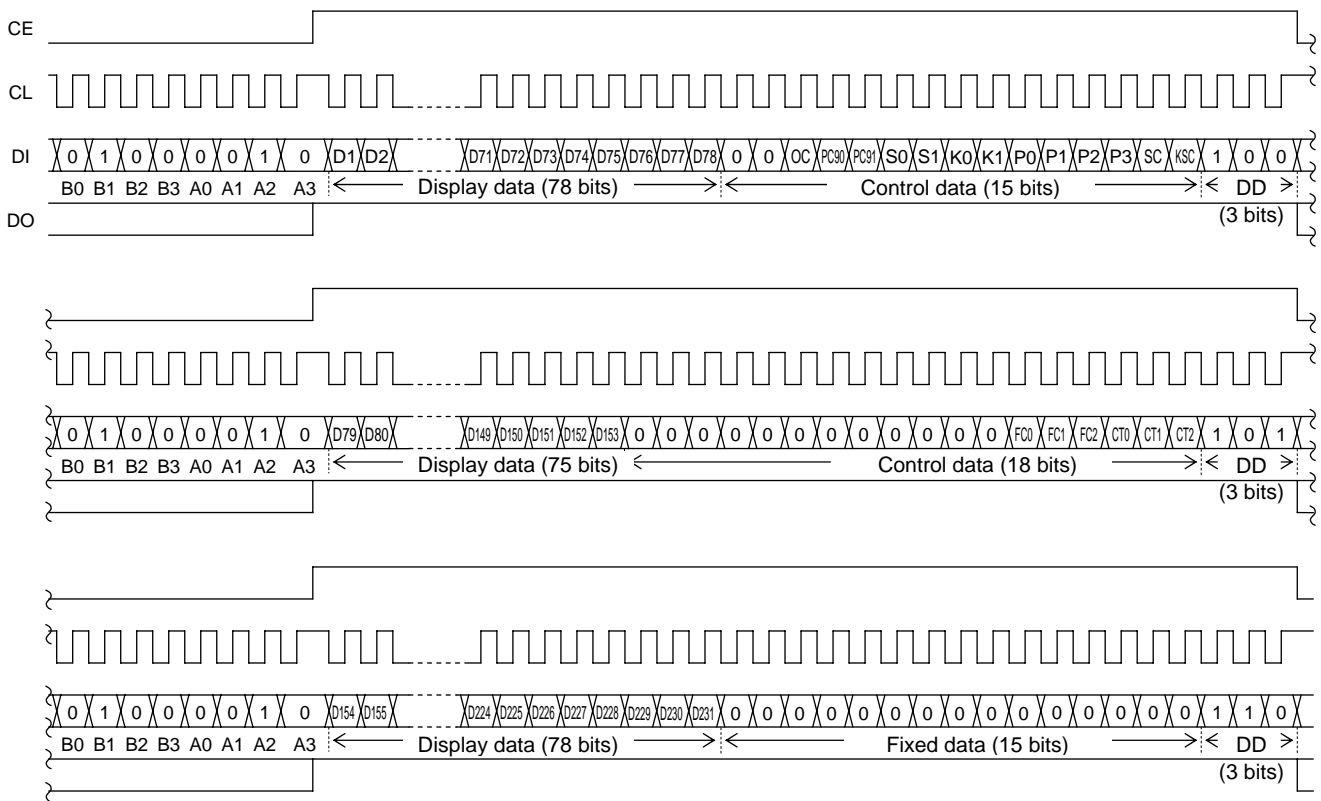 CE
CL
DI 0 1 0 0 0 0 1 0 D1 D2 D71 D72 D73 D74 D75 D76 D77 D78 0 0 OC PC90 PC91 S0 S1 K0 K1 P0 P1 P2 P3 SC KSC 1 0 0
B0 B1 B2 B3 A0 A1 A2 A3 Display data (78 bits) Control data (15 bits) DD
(3 bits)
DO
0 1 0 0 0 0 1 0 D79 D80 D149 D150 D151 D152 D153 0 0 0 0 0 0 0 0 0 0 0 0 FC0 FC1 FC2 CT0 CT1 CT2 1 0 1
B0 B1 B2 B3 A0 A1 A2 A3 Display data (75 bits) Control data (18 bits) DD
(3 bits)
0 1 0 0 0 0 1 0 D154 D155 D224 D225 D226 D227 D228 D229 D230 D231 0 0 0 0 0 0 0 0 0 0 0 0 0 0 0 1 1 0
B0 B1 B2 B3 A0 A1 A2 A3 Display data (78 bits) Fixed data (15 bits) DD
(3 bits)